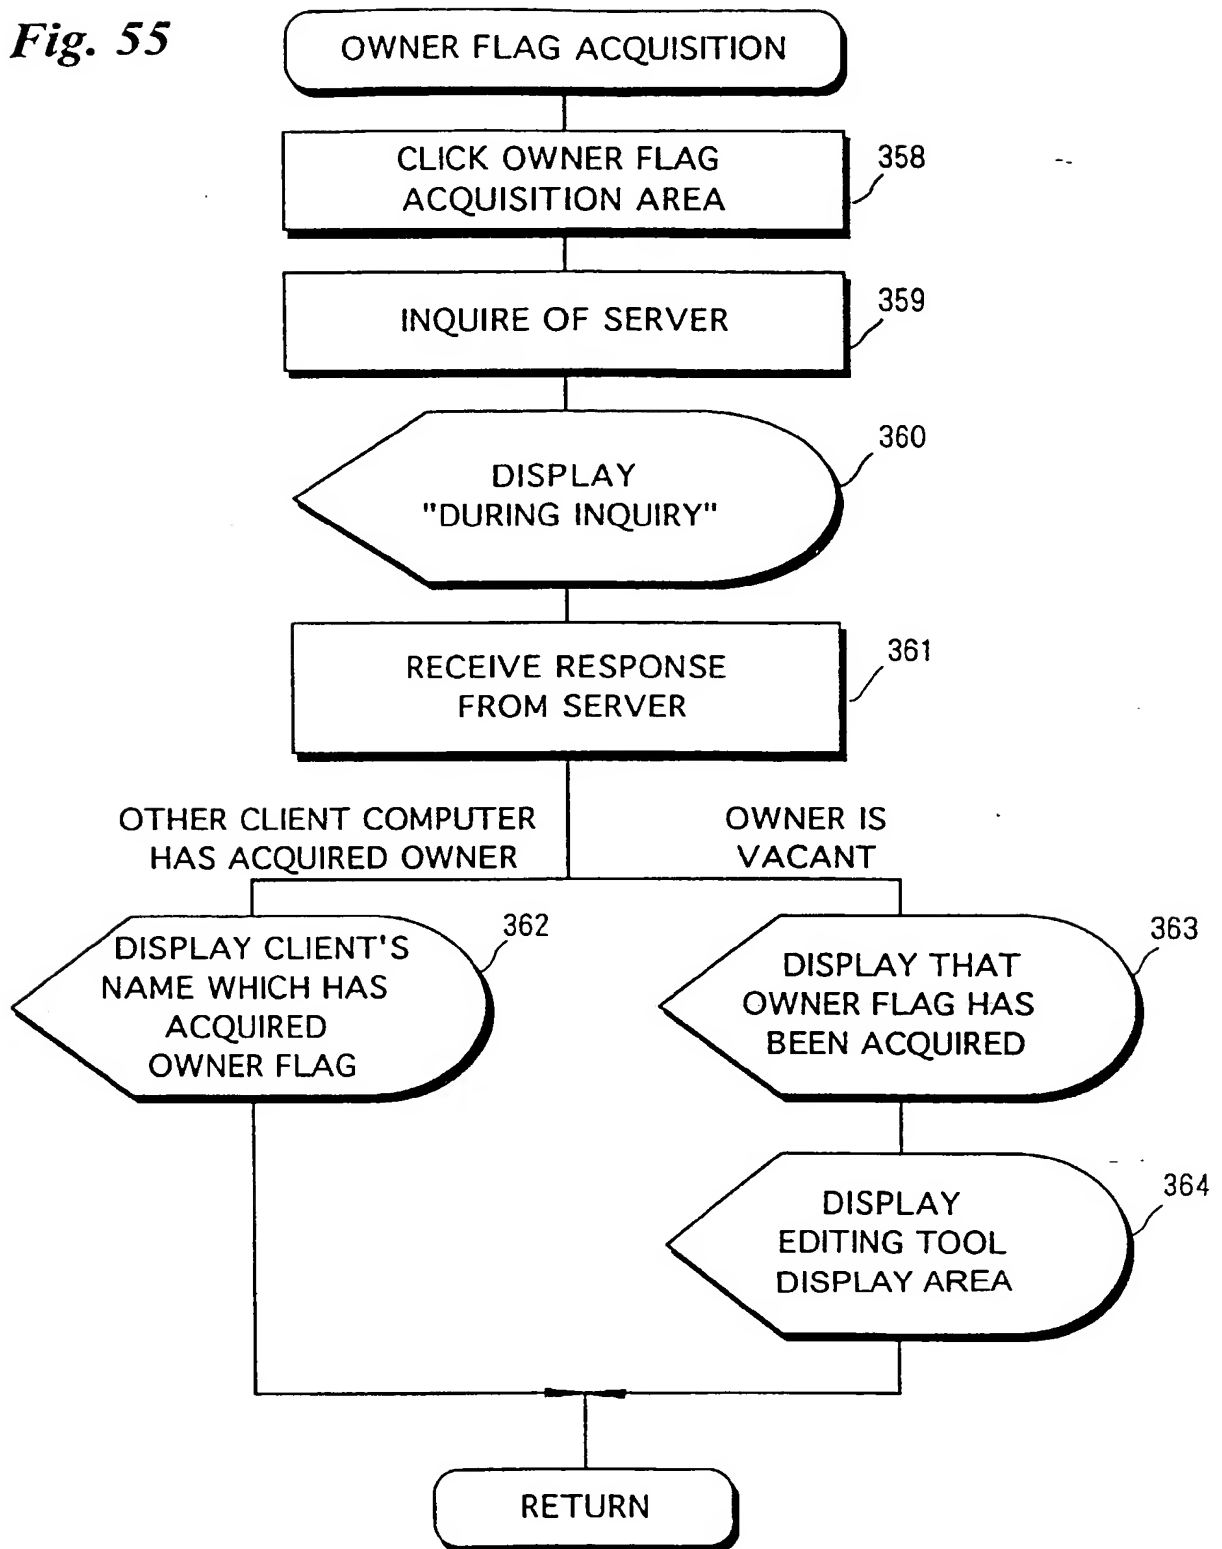 Fig. 55
OWNER FLAG ACQUISITION
CLICK OWNER FLAG
ACQUISITION AREA
358
INQUIRE OF SERVER
359
DISPLAY
"DURING INQUIRY"
360
RECEIVE RESPONSE
FROM SERVER
361
OTHER CLIENT COMPUTER
HAS ACQUIRED OWNER
OWNER IS
VACANT
DISPLAY CLIENT'S
NAME WHICH HAS
ACQUIRED
OWNER FLAG
362
DISPLAY THAT
OWNER FLAG HAS
BEEN ACQUIRED
363
DISPLAY
EDITING TOOL
DISPLAY AREA
364
RETURN